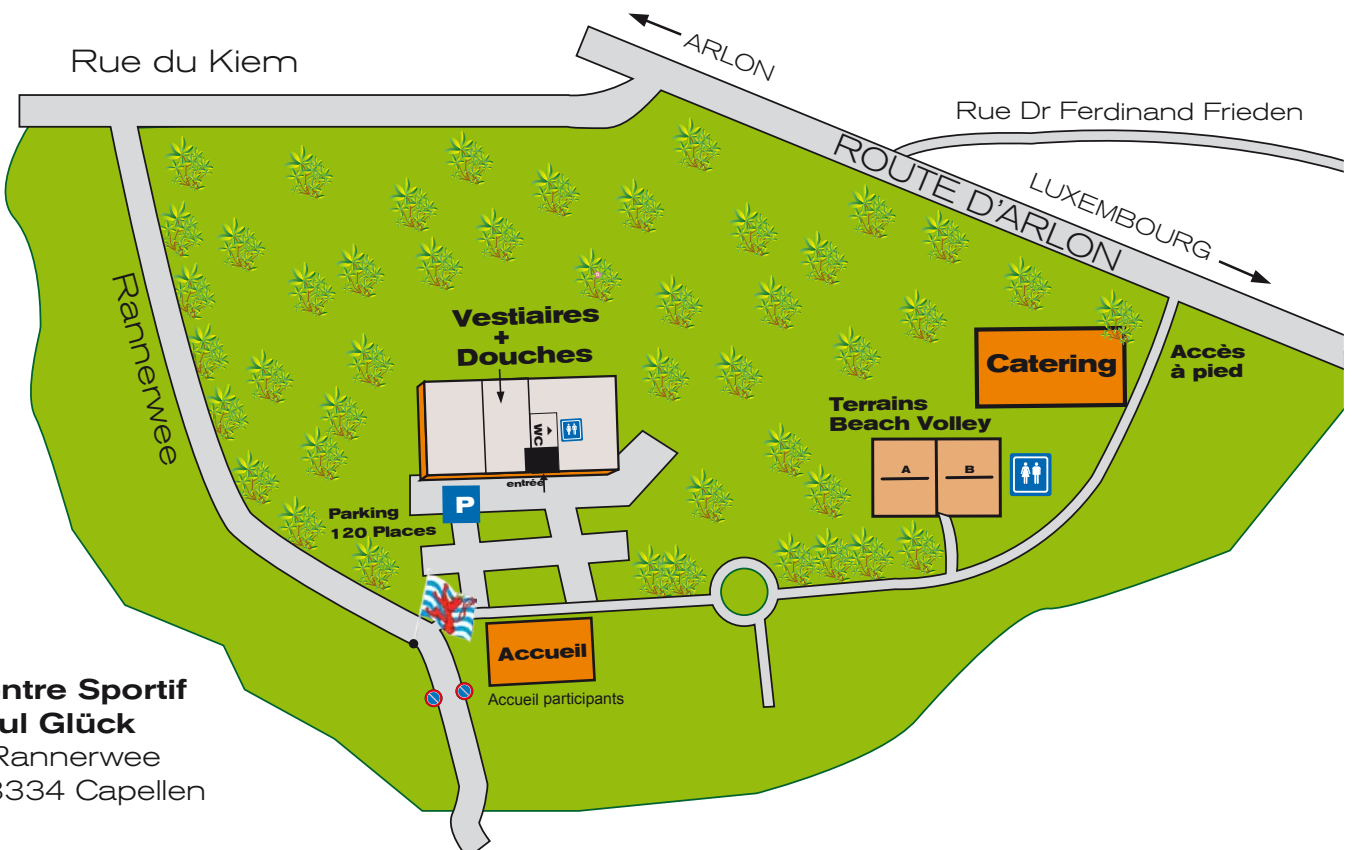 Rue du Kiem
ARLON
Rue Dr Ferdinand Frieden
ROUTE D'ARLON
LUXEMBOURG
Rannerwee
Vestiaires
+
Douches
WC
entrée
P
Parking
120 Places
Catering
Accès
à pied
Terrains
Beach Volley
A
B
Accueil
Accueil participants
ntre Sportif
ul Glück
Rannerwee
3334 Capellen